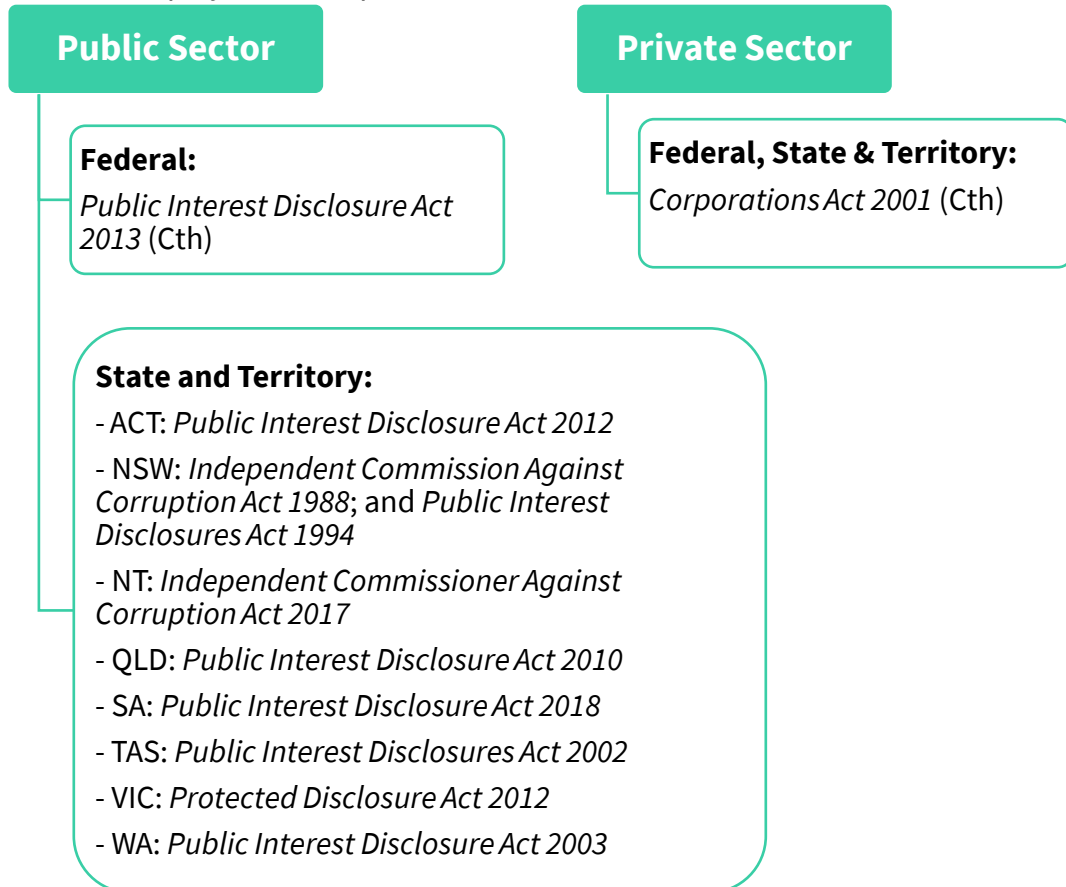 Public Sector
Private Sector
Federal:
Public Interest Disclosure Act
2013 (Cth)
Federal, State & Territory:
Corporations Act 2001 (Cth)
State and Territory:
- ACT: Public Interest Disclosure Act 2012
- NSW: Independent Commission Against
Corruption Act 1988; and Public Interest
Disclosures Act 1994
- NT: Independent Commissioner Against
Corruption Act 2017
- QLD: Public Interest Disclosure Act 2010
- SA: Public Interest Disclosure Act 2018
- TAS: Public Interest Disclosures Act 2002
- VIC: Protected Disclosure Act 2012
- WA: Public Interest Disclosure Act 2003